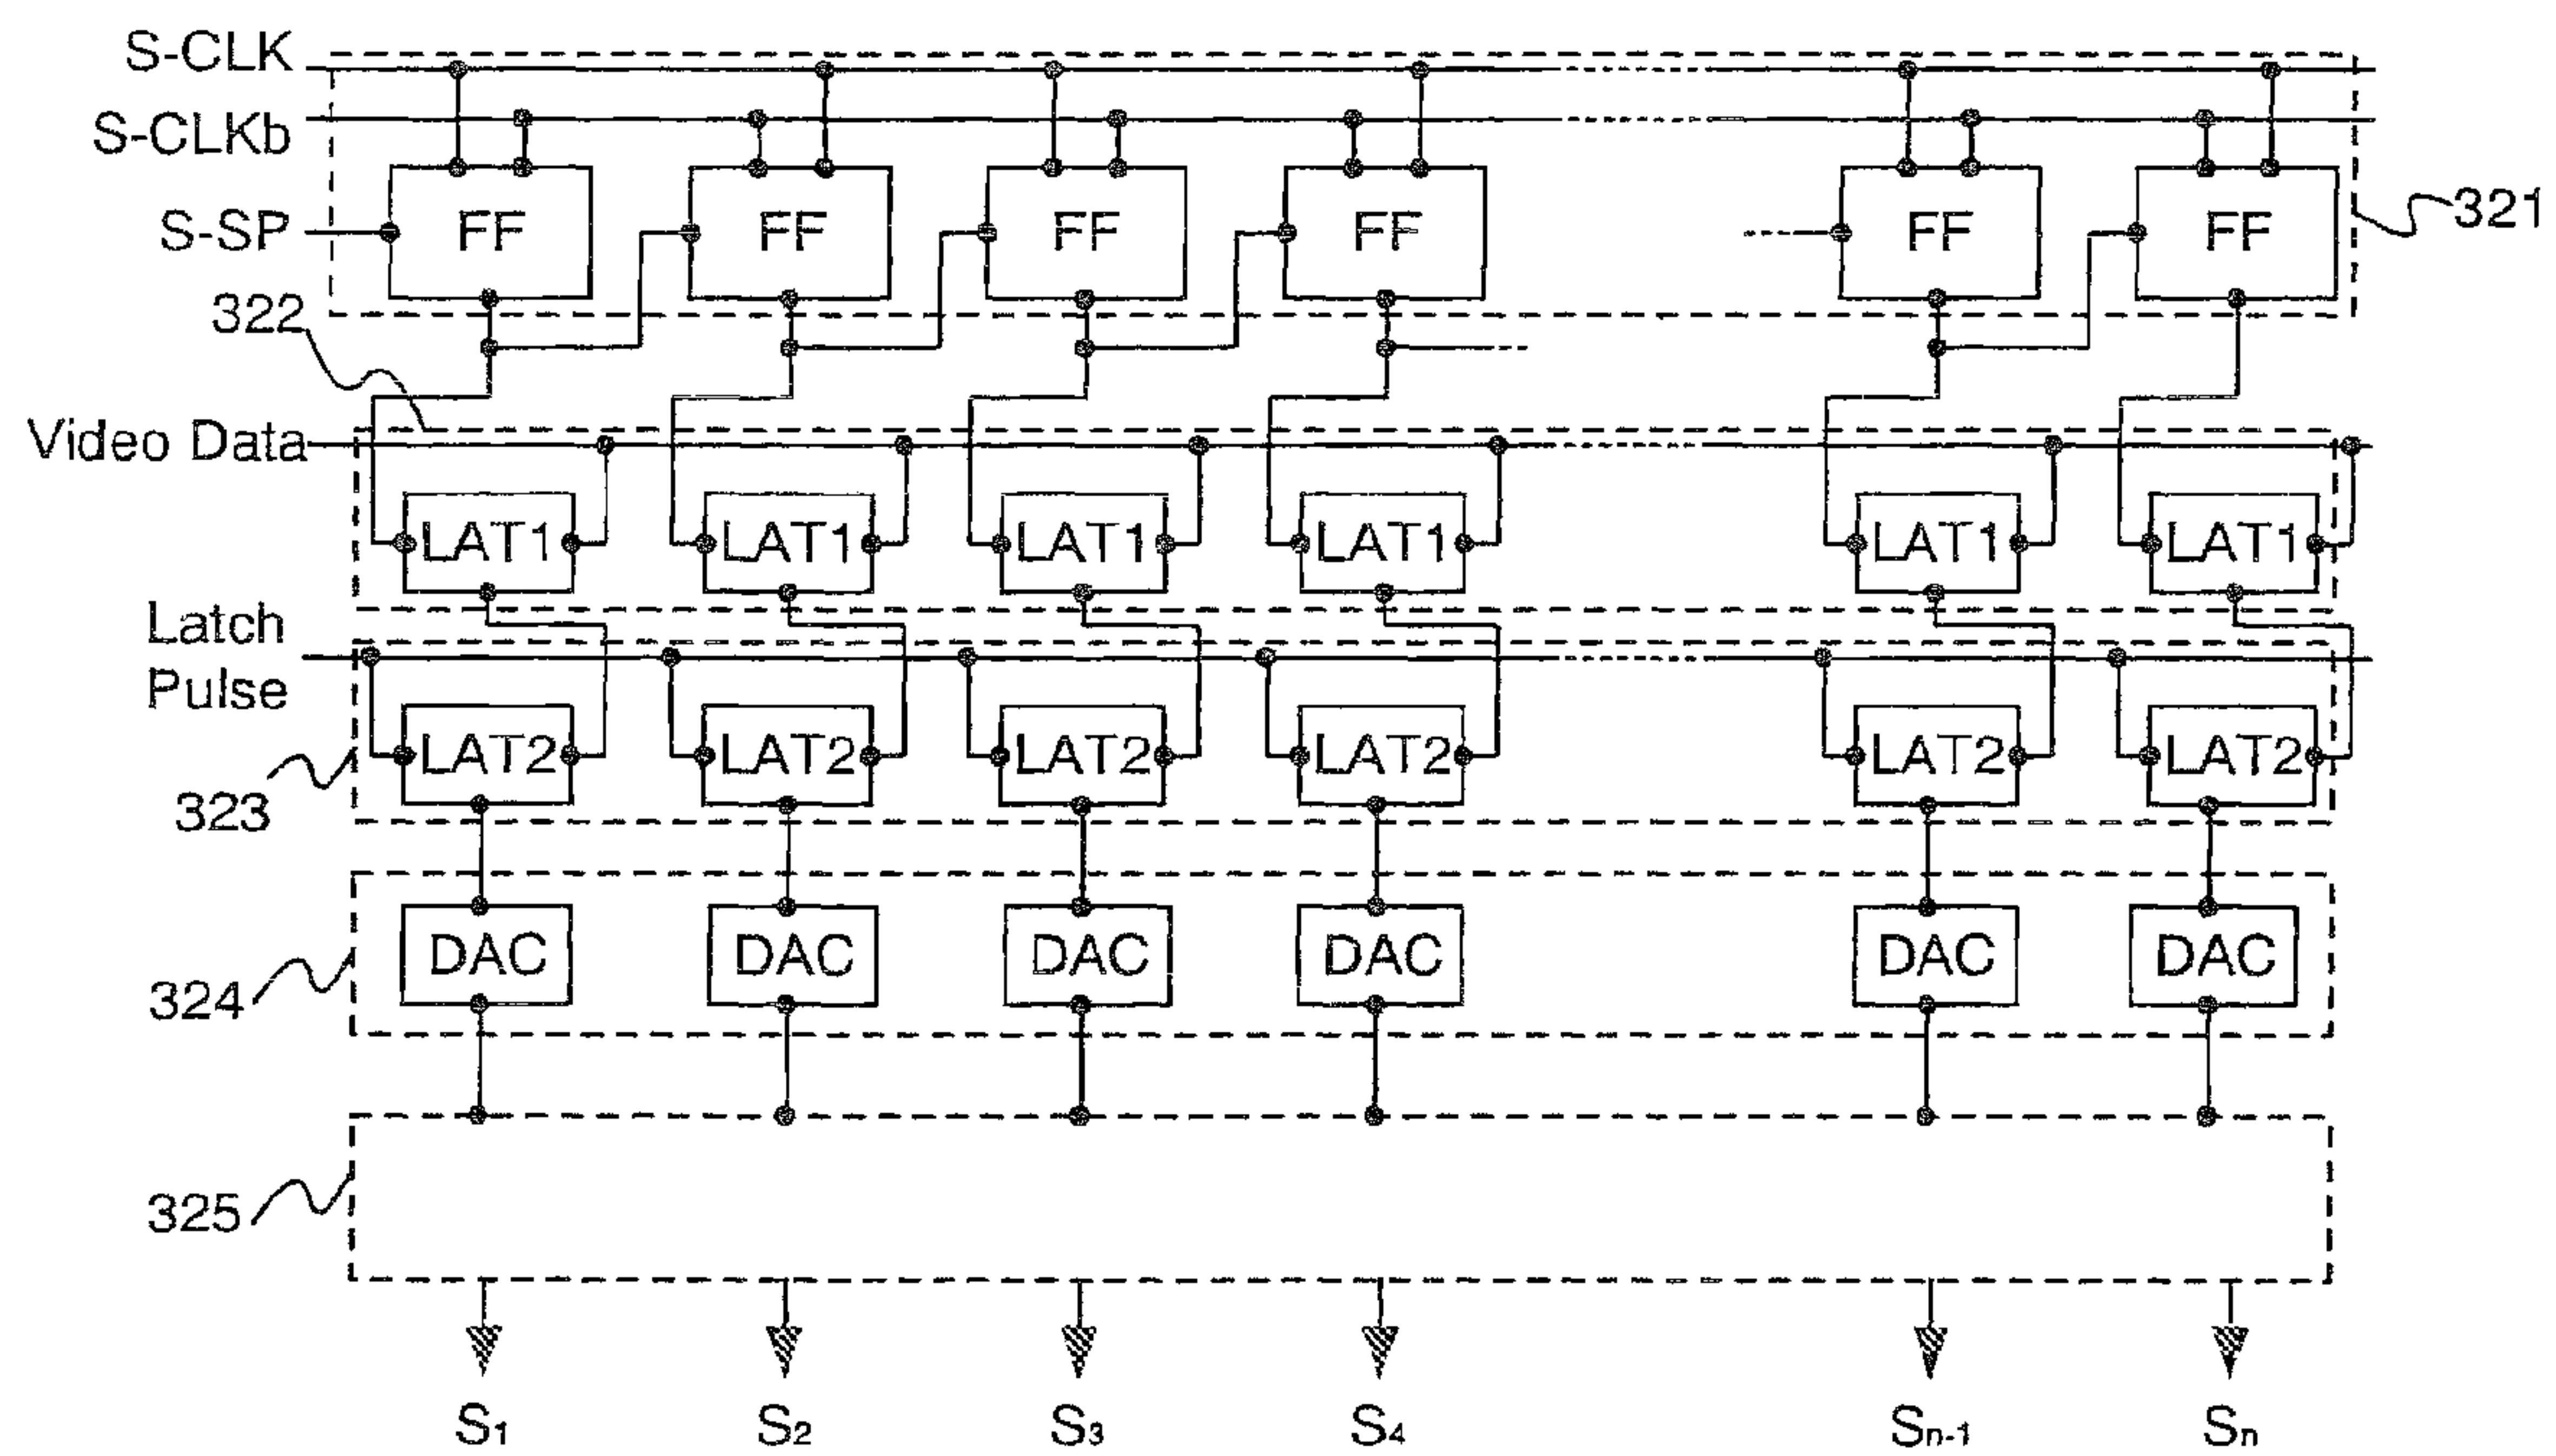 S-CLK
S-CLKb
S-SP FF FF FF FF FF FF 321
322
Video Data
LAT1 LAT1 LAT1 LAT1 LAT1 LAT1
Latch
Pulse
LAT2 LAT2 LAT2 LAT2 LAT2 LAT2
323
DAC DAC DAC DAC DAC DAC
324
325
S1 S2 S3 S4 Sn-1 Sn